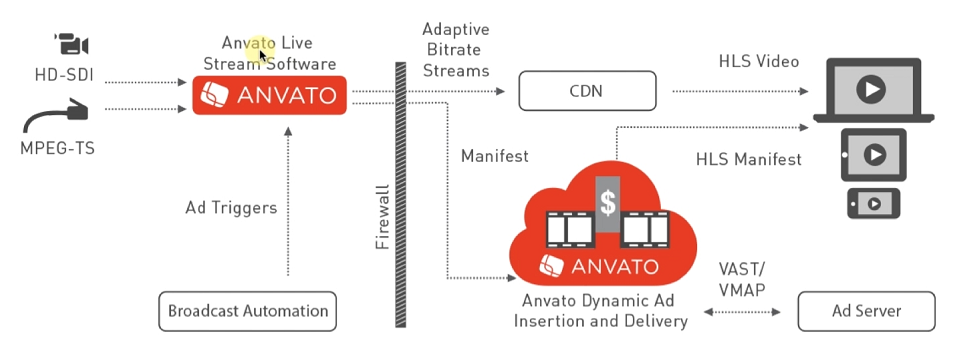 HD-SDI
MPEG-TS
Anvato Live
Stream Software
ANVATO
Ad Triggers
Broadcast Automation
Firewall
Adaptive
Bitrate
Streams
CDN
HLS Video
Manifest
HLS Manifest
$
ANVATO
Anvato Dynamic Ad
Insertion and Delivery
VAST/
VMAP
Ad Server